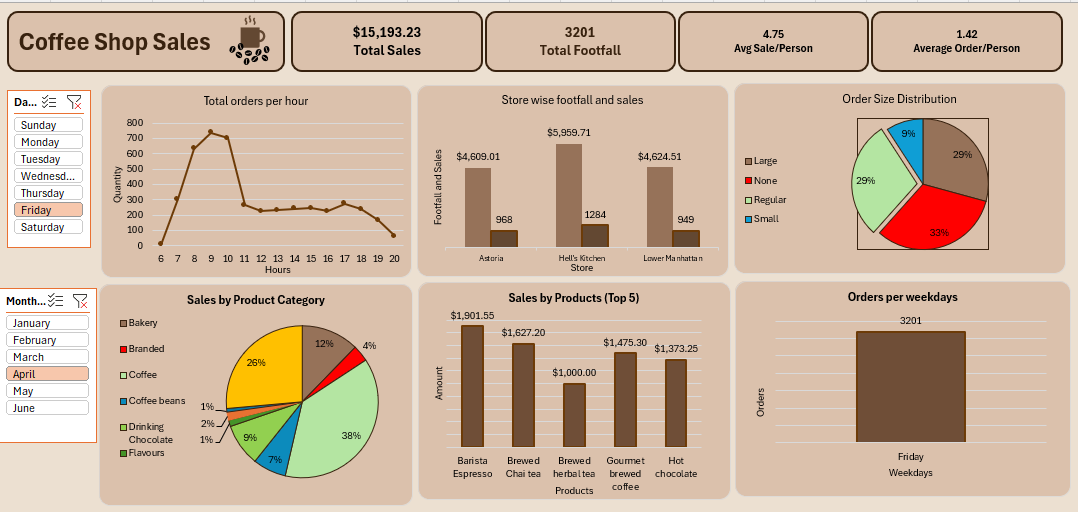 Coffee Shop Sales
$15,193.23
Total Sales
3201
Total Footfall
4.75
Avg Sale/Person
1.42
Average Order/Person
Da...
Sunday
Monday
Tuesday
Wednesd...
Thursday
Friday
Saturday
Total orders per hour
Quantity
800
700
600
500
400
300
200
100
0
6 7 8 9 10 11 12 13 14 15 16 17 18 19 20
Hours
Store wise footfall and sales
Footfall and Sales
$4,609.01
968
$5,959.71
1284
$4,624.51
949
Astoria Hell's Kitchen Lower Manhattan
Store
Order Size Distribution
Large
None
Regular
Small
29%
33%
29%
9%
Month...
January
February
March
April
May
June
Sales by Product Category
Bakery
Branded
Coffee
Coffee beans
Drinking
Chocolate
Flavours
12%
4%
38%
7%
9%
1%
2%
1%
26%
Sales by Products (Top 5)
Amount
$1,901.55
$1,627.20
$1,000.00
$1,475.30
$1,373.25
Barista
Espresso
Brewed
Chai tea
Brewed
herbal tea
Gourmet
brewed
coffee
Hot
chocolate
Products
Orders per weekdays
Orders
3201
Friday
Weekdays